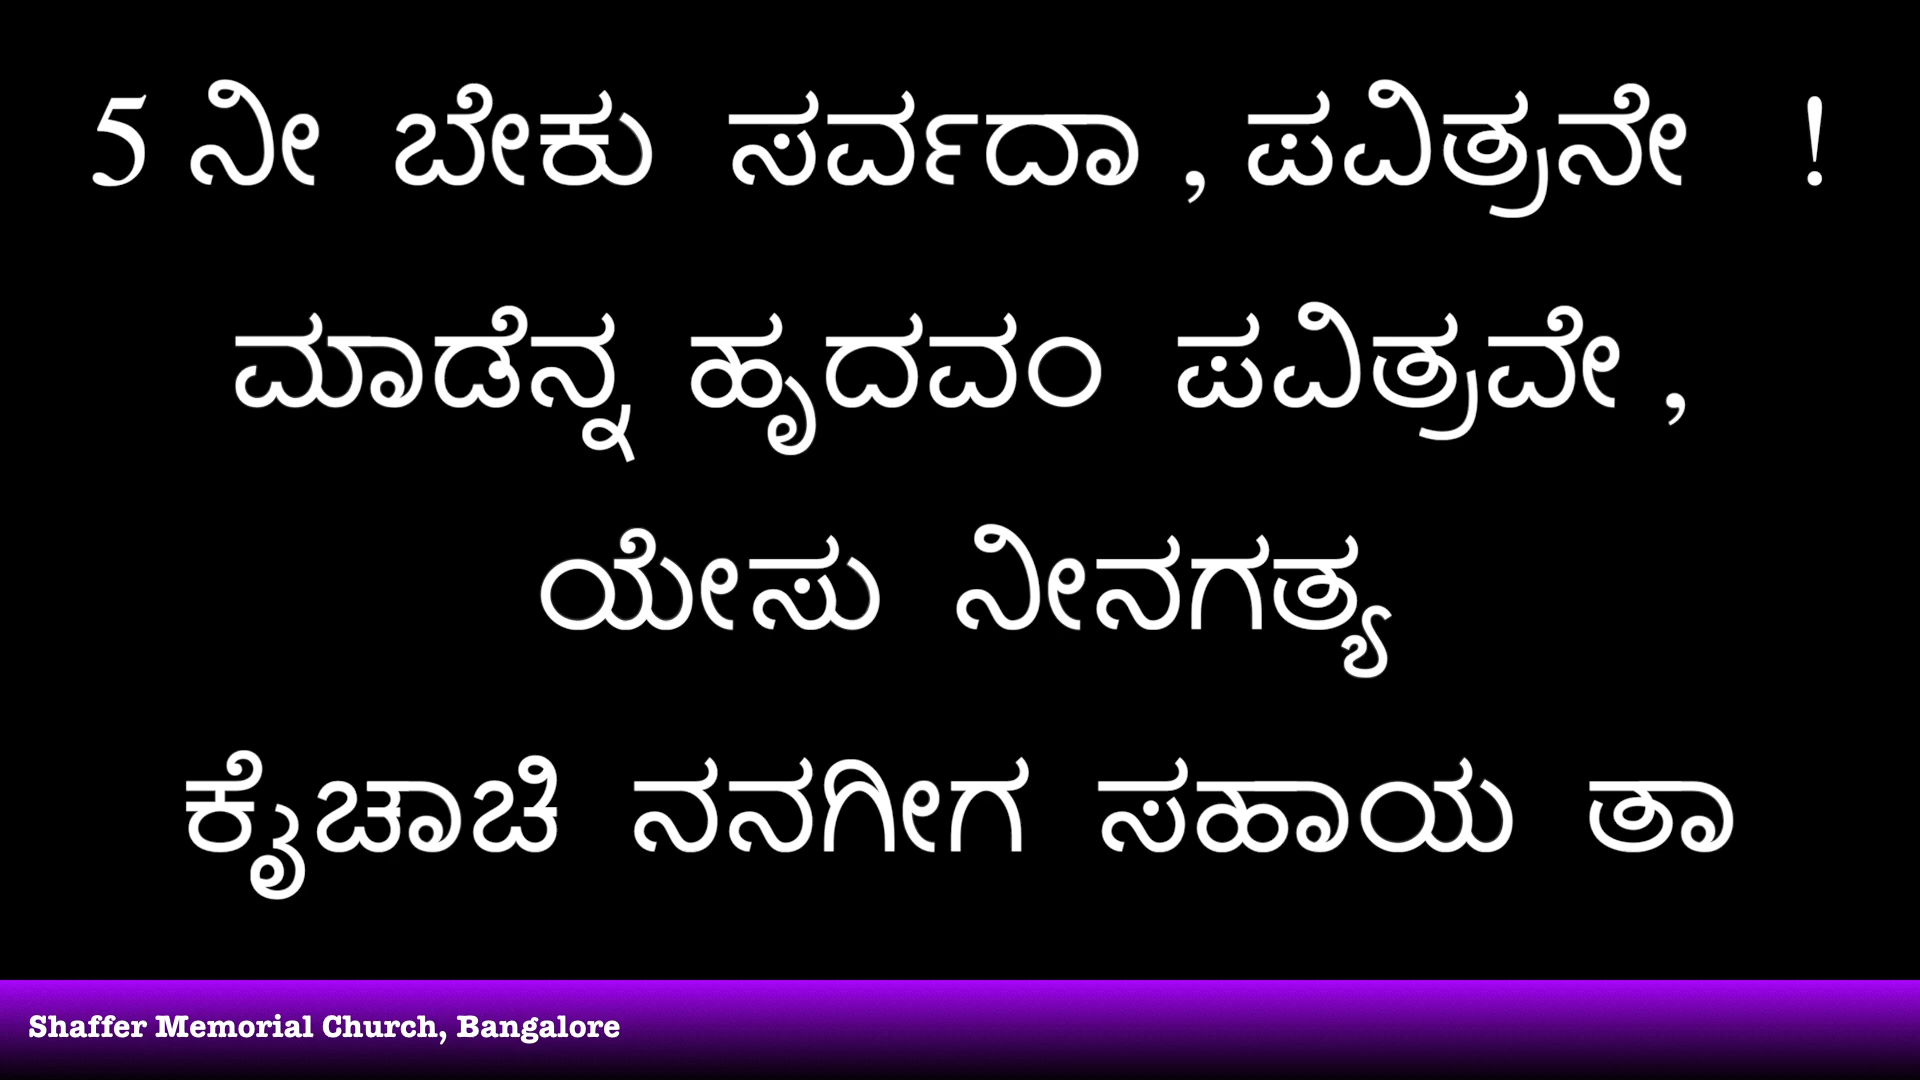 5 ನೀ ಬೇಕು ಸರ್ವದಾ , ಪವಿತ್ರನೇ !
ಮಾಡೆನ್ನ ಹೃದವಂ ಪವಿತ್ರವೇ ,
ಯೇಸು ನೀನಗತ್ಯ
ಕೈಚಾಚಿ ನನಗೀಗ ಸಹಾಯ ತಾ
Shaffer Memorial Church, Bangalore